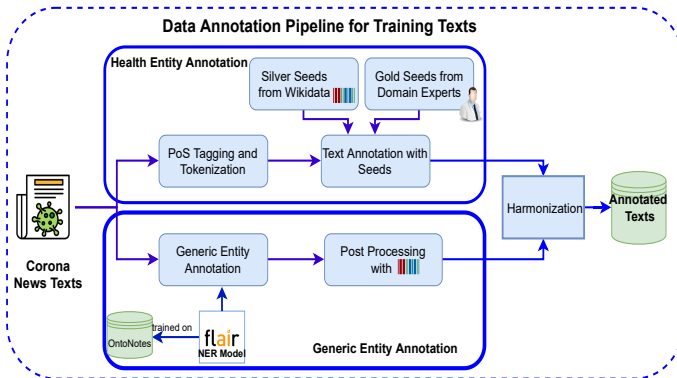 Data Annotation Pipeline for Training Texts
Health Entity Annotation
Silver Seeds
from Wikidata
Gold Seeds from
Domain Experts
PoS Tagging and
Tokenization
Text Annotation with
Seeds
Corona
News Texts
Harmonization
Annotated
Texts
Generic Entity
Annotation
Post Processing
with
OntoNotes
trained on
flair
NER Model
Generic Entity Annotation